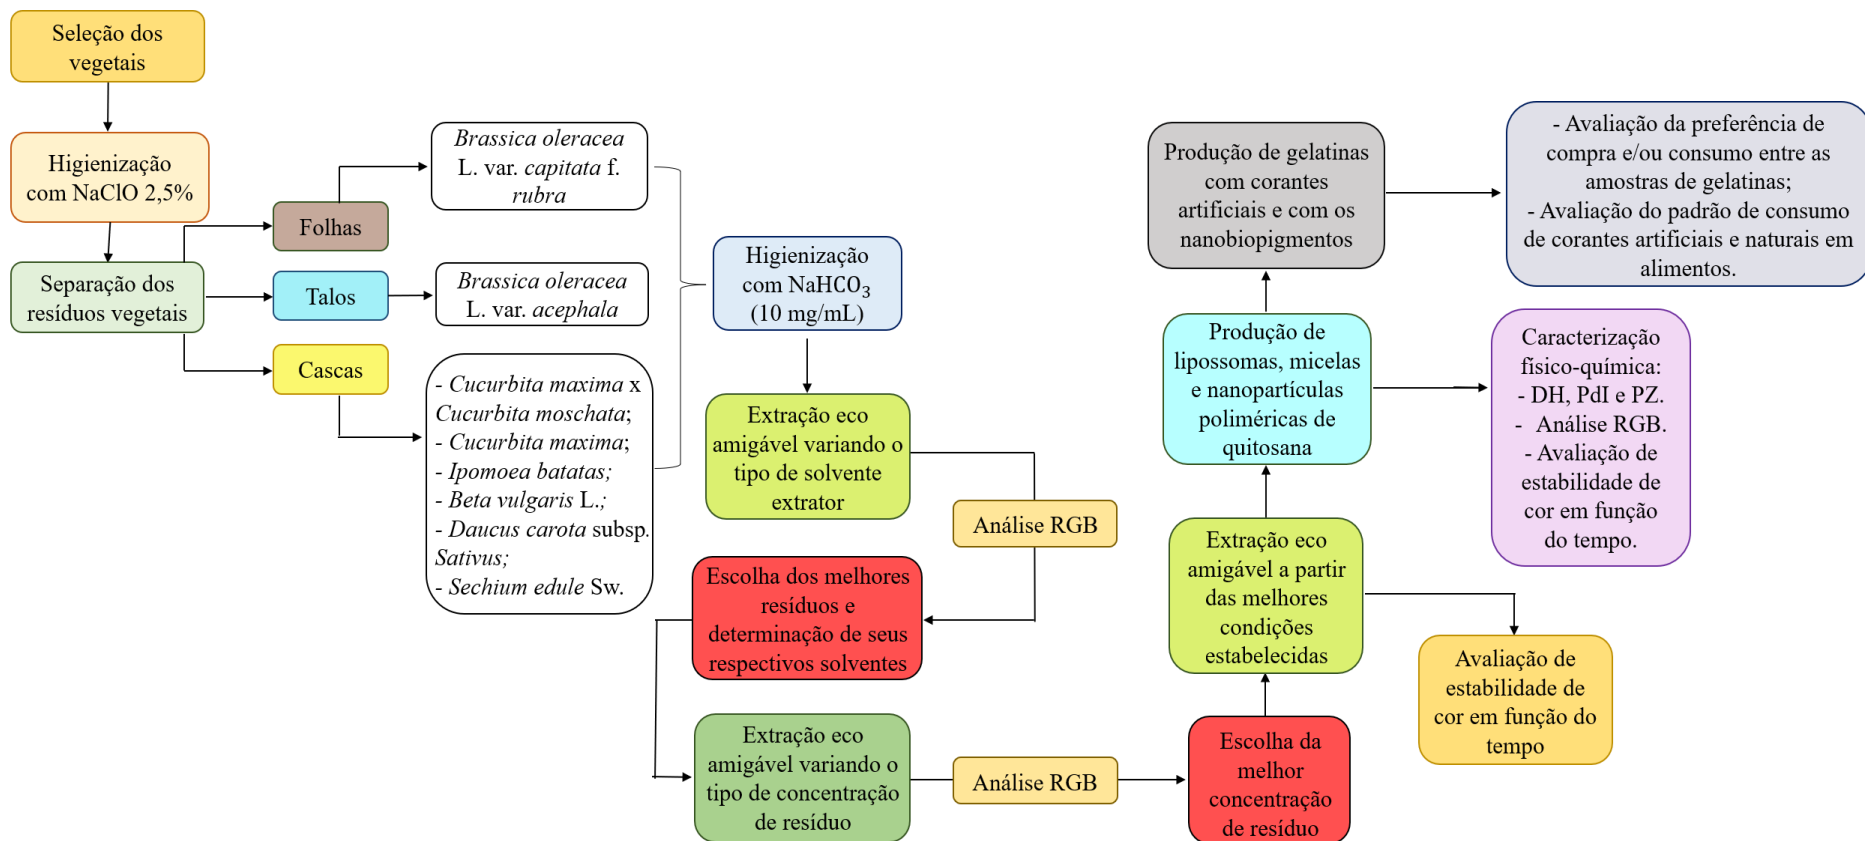 Seleção dos
vegetais
Higienização
com NaClO 2,5%
Separação dos
resíduos vegetais
Folhas
Talos
Cascas
Brassica oleracea
L. var. capitata f.
rubra
Brassica oleracea
L. var. acephala
- Cucurbita maxima x
Cucurbita moschata;
- Cucurbita maxima;
- Ipomoea batatas;
- Beta vulgaris L.;
- Daucus carota subsp.
Sativus;
- Sechium edule Sw.
Higienização
com NaHCO₃
(10 mg/mL)
Extração eco
amigável variando o
tipo de solvente
extrator
Análise RGB
Escolha dos melhores
resíduos e
determinação de seus
respectivos solventes
Extração eco
amigável variando o
tipo de concentração
de resíduo
Análise RGB
Escolha da
melhor
concentração
de resíduo
Extração eco
amigável a partir
das melhores
condições
estabelecidas
Avaliação de
estabilidade de
cor em função do
tempo
Produção de
lipossomas, micelas
e nanopartículas
poliméricas de
quitosana
Caracterização
físico-química:
- DH, PdI e PZ.
- Análise RGB.
- Avaliação de
estabilidade de
cor em função
do tempo.
Produção de gelatinas
com corantes
artificiais e com os
nanobiopigmentos
- Avaliação da preferência de
compra e/ou consumo entre as
amostras de gelatinas;
- Avaliação do padrão de consumo
de corantes artificiais e naturais em
alimentos.